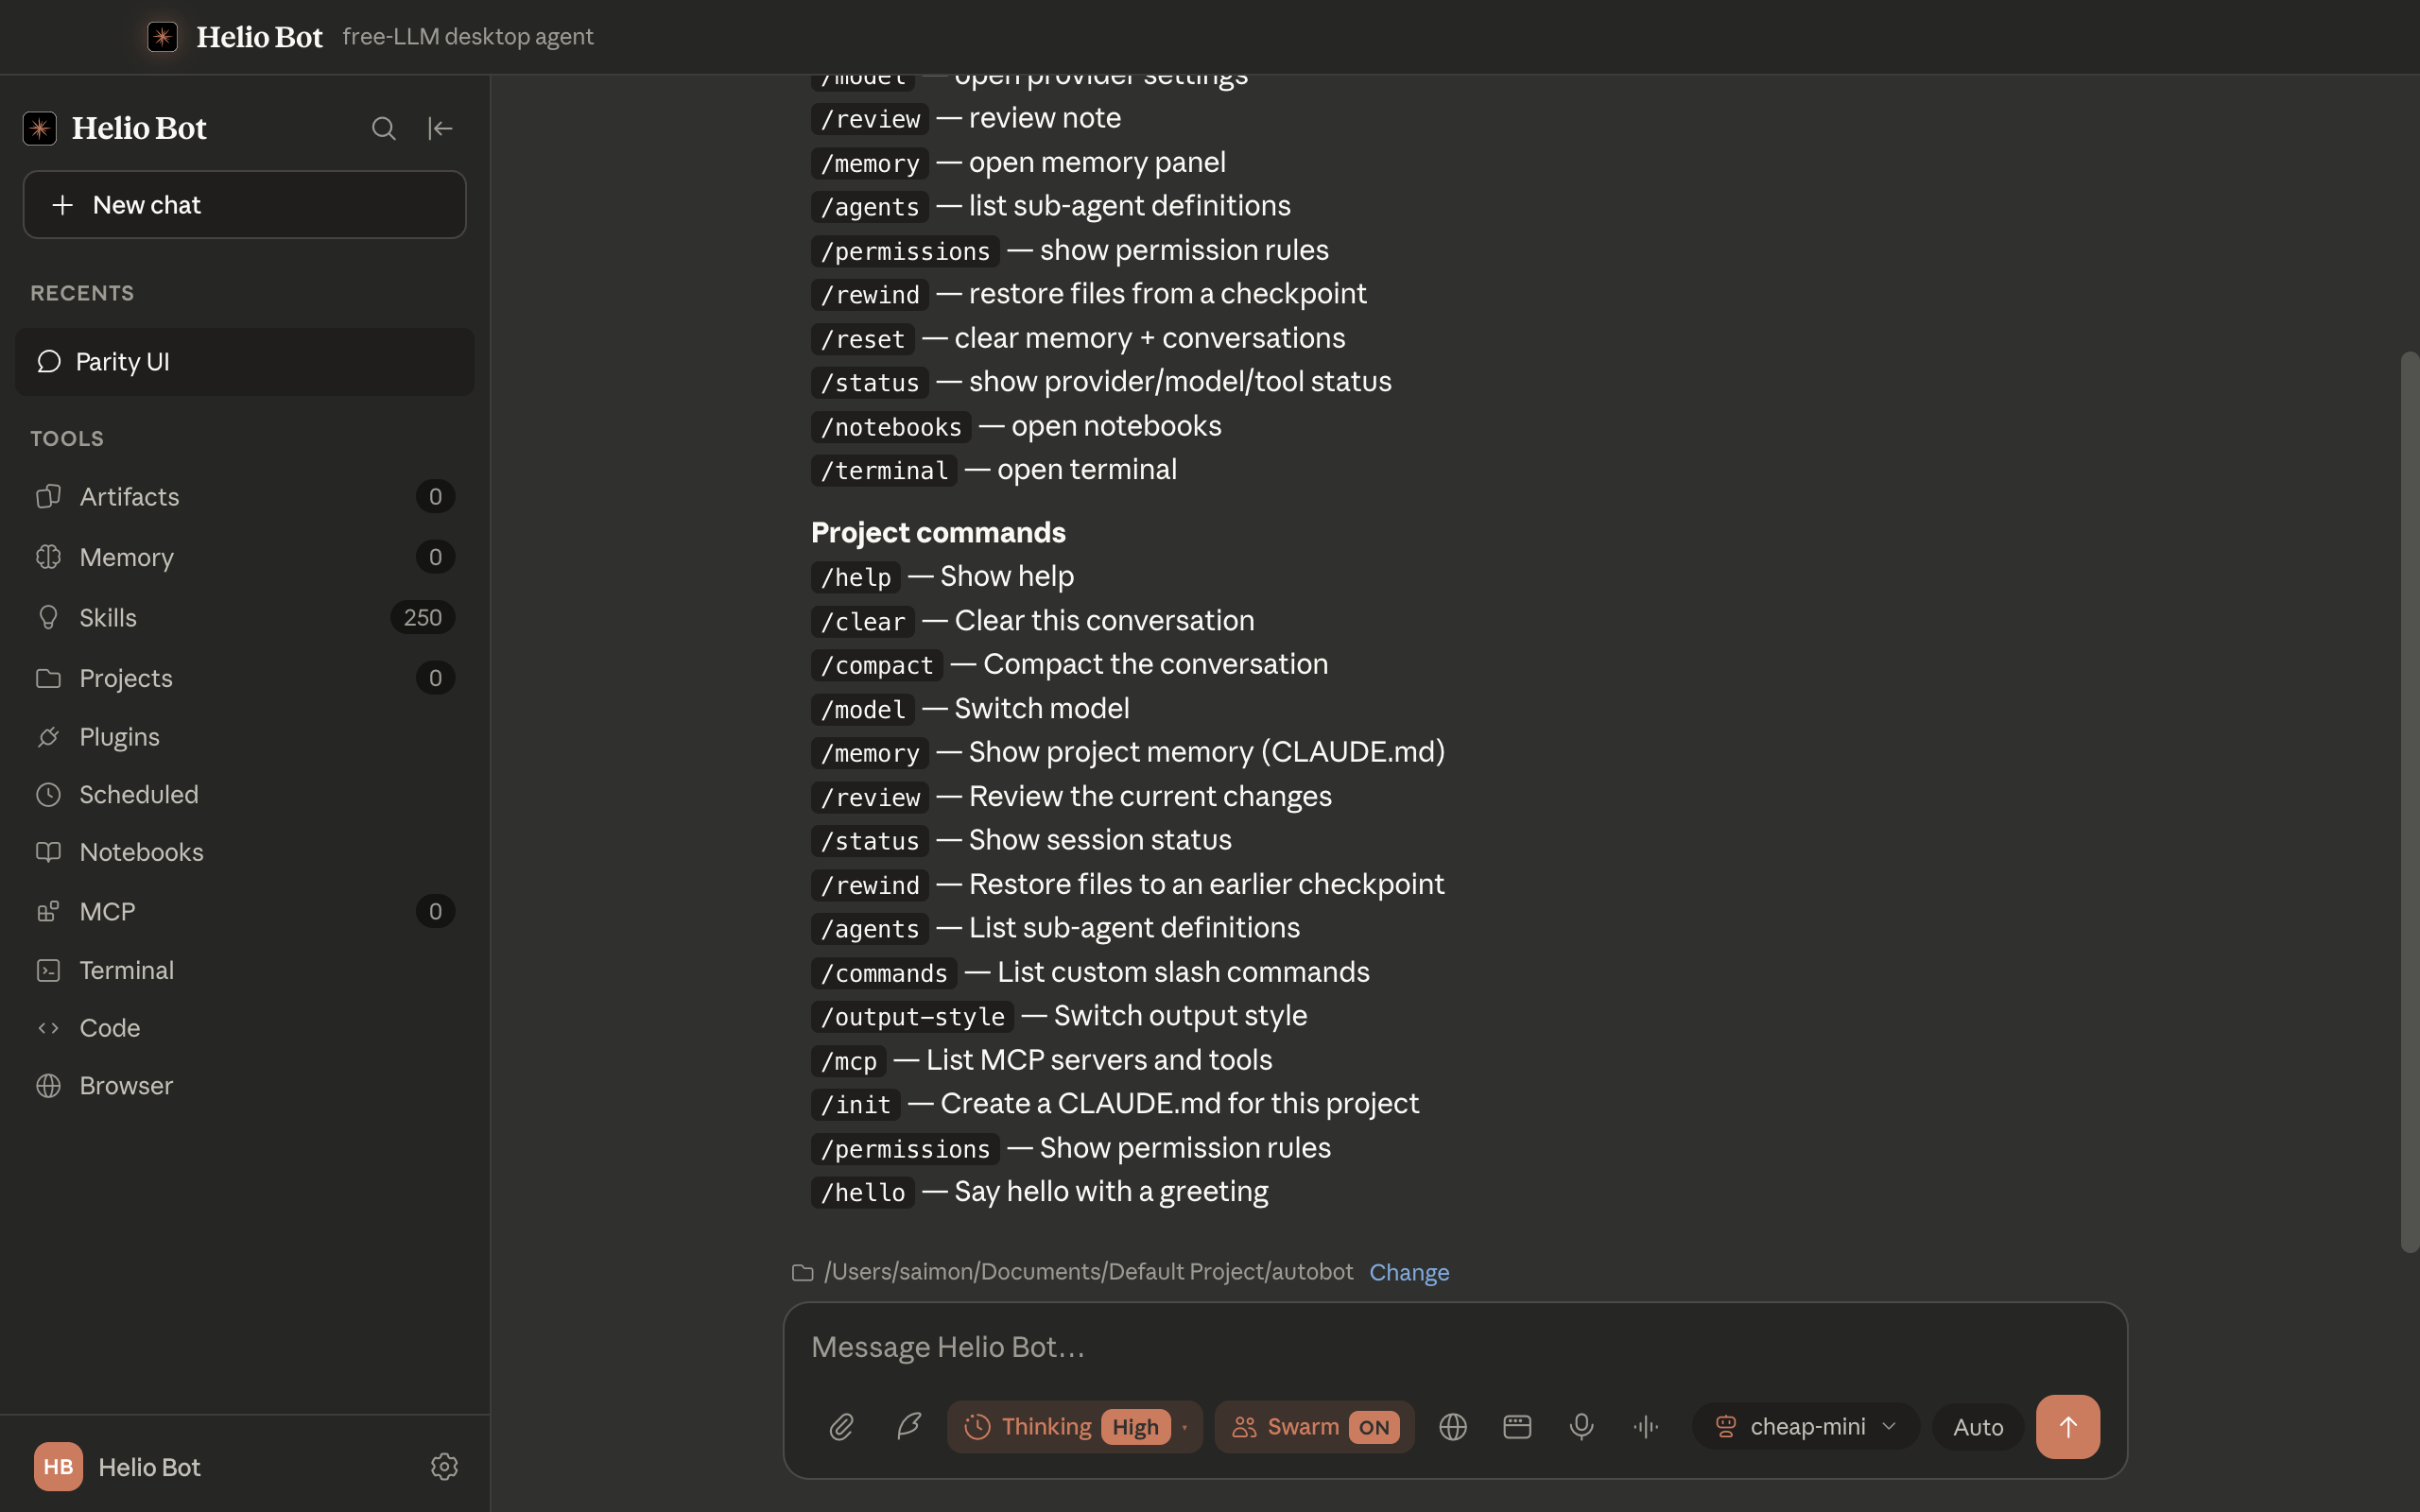 Helio Bot free-LLM desktop agent
Helio Bot
New chat
RECENTS
Parity UI
TOOLS
Artifacts 0
Memory 0
Skills 250
Projects 0
Plugins
Scheduled
Notebooks
MCP 0
Terminal
Code
Browser
HB Helio Bot
/model — open provider settings
/review — review note
/memory — open memory panel
/agents — list sub-agent definitions
/permissions — show permission rules
/rewind — restore files from a checkpoint
/reset — clear memory + conversations
/status — show provider/model/tool status
/notebooks — open notebooks
/terminal — open terminal
Project commands
/help — Show help
/clear — Clear this conversation
/compact — Compact the conversation
/model — Switch model
/memory — Show project memory (CLAUDE.md)
/review — Review the current changes
/status — Show session status
/rewind — Restore files to an earlier checkpoint
/agents — List sub-agent definitions
/commands — List custom slash commands
/output-style — Switch output style
/mcp — List MCP servers and tools
/init — Create a CLAUDE.md for this project
/permissions — Show permission rules
/hello — Say hello with a greeting
/Users/saimon/Documents/Default Project/autobot Change
Message Helio Bot...
Thinking High Swarm ON cheap-mini Auto